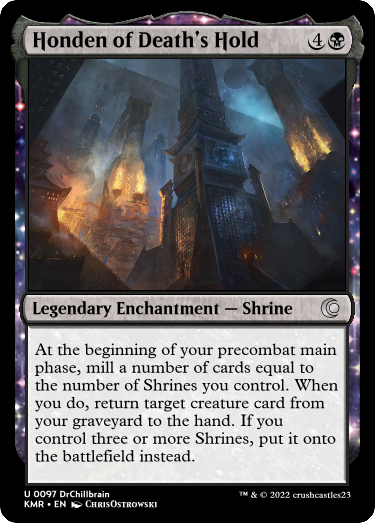 Honden of Death's Hold 4
Legendary Enchantment — Shrine
At the beginning of your precombat main
phase, mill a number of cards equal to
the number of Shrines you control. When
you do, return target creature card from
your graveyard to the hand. If you
control three or more Shrines, put it onto
the battlefield instead.
U 0097 DrChillbrain
KMR • EN ChrisOstrowski
™ & © 2022 crushcastles23